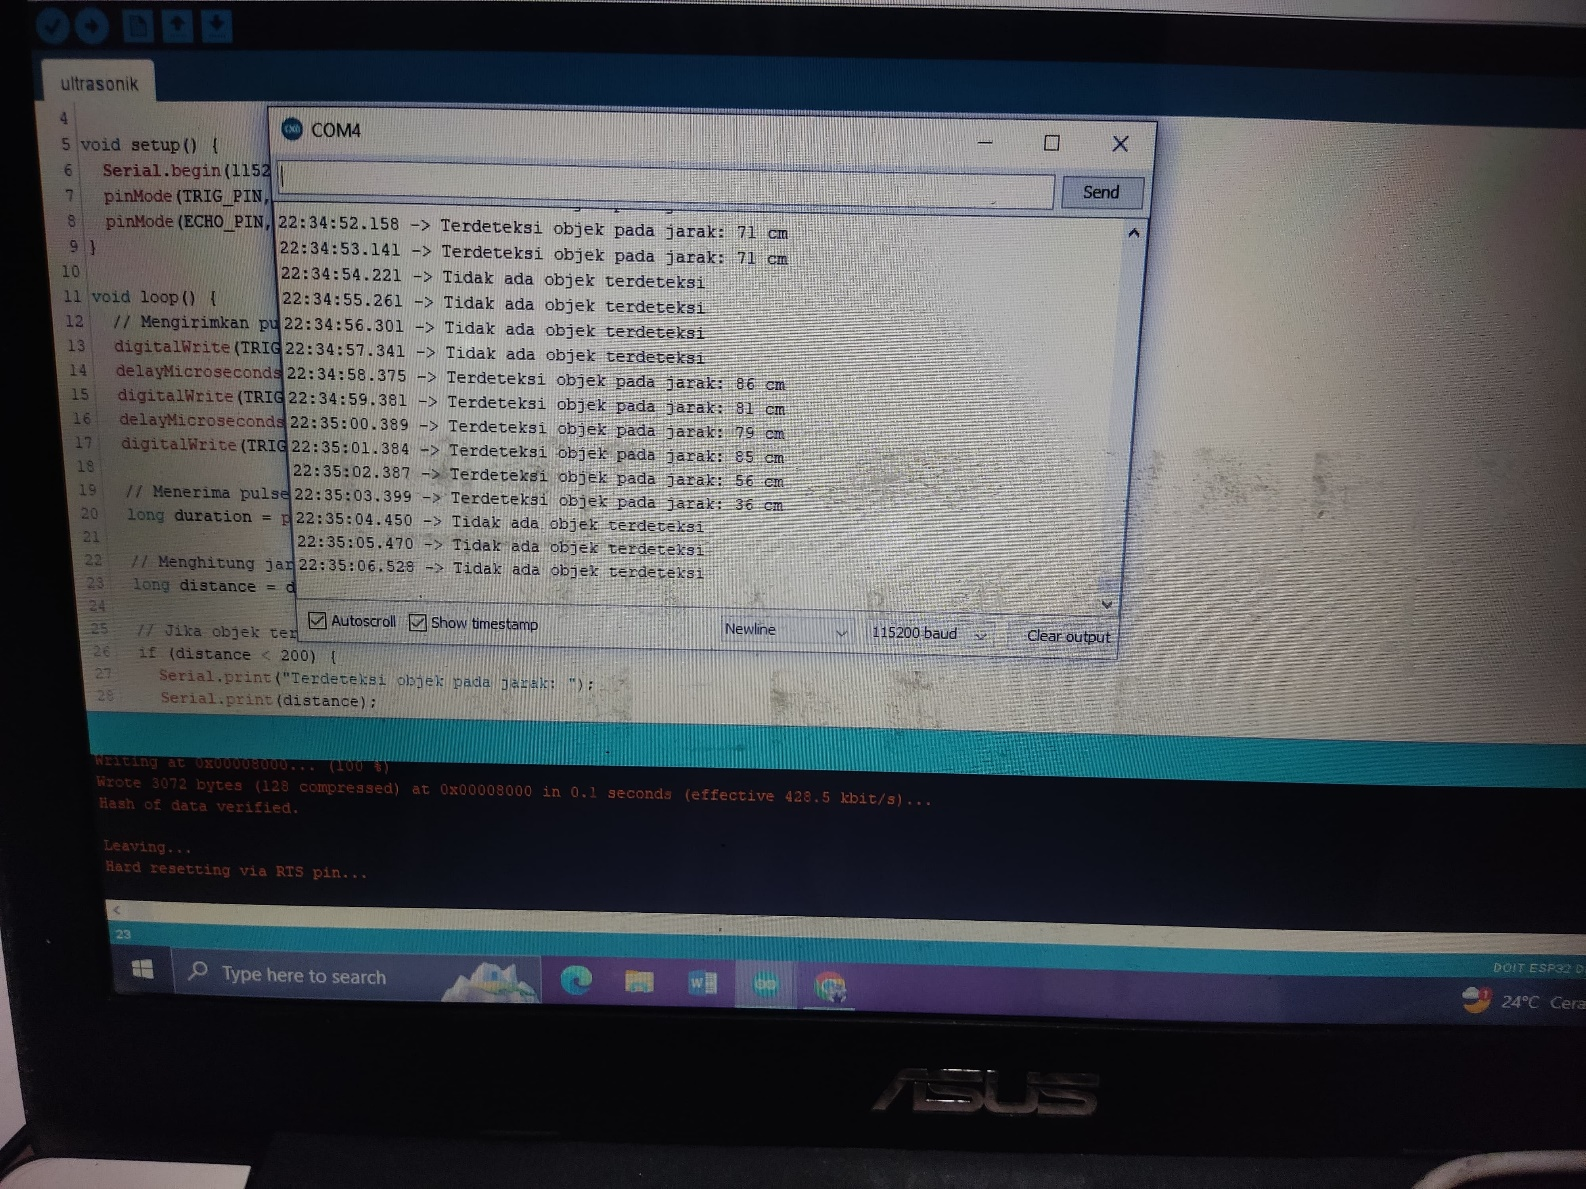 ultrasonik
COM4
Send
4
5 void setup() {
6 Serial.begin(1152
7 pinMode(TRIG_PIN,
8 pinMode(ECHO_PIN,
9 }
10
11 void loop() {
12 // Mengirimkan pu
13 digitalWrite(TRIG
14 delayMicroseconds
15 digitalWrite(TRIG
16 delayMicroseconds
17 digitalWrite(TRIG
18
19 // Menerima pulse
20 long duration = p
21
22 // Menghitung jar
23 long distance = d
24
25 // Jika objek ter
26 if (distance < 200) {
27 Serial.print("Terdeteksi objek pada jarak: ");
28 Serial.print(distance);
22:34:52.158 -> Terdeteksi objek pada jarak: 71 cm
22:34:53.141 -> Terdeteksi objek pada jarak: 71 cm
22:34:54.221 -> Tidak ada objek terdeteksi
22:34:55.261 -> Tidak ada objek terdeteksi
22:34:56.301 -> Tidak ada objek terdeteksi
22:34:57.341 -> Tidak ada objek terdeteksi
22:34:58.375 -> Terdeteksi objek pada jarak: 86 cm
22:34:59.381 -> Terdeteksi objek pada jarak: 81 cm
22:35:00.389 -> Terdeteksi objek pada jarak: 79 cm
22:35:01.384 -> Terdeteksi objek pada jarak: 85 cm
22:35:02.387 -> Terdeteksi objek pada jarak: 56 cm
22:35:03.399 -> Terdeteksi objek pada jarak: 36 cm
22:35:04.450 -> Tidak ada objek terdeteksi
22:35:05.470 -> Tidak ada objek terdeteksi
22:35:06.528 -> Tidak ada objek terdeteksi
Autoscroll Show timestamp Newline 115200 baud Clear output
Writing at 0x00008000... (100 %)
Wrote 3072 bytes (128 compressed) at 0x00008000 in 0.1 seconds (effective 428.5 kbit/s)...
Hash of data verified.
Leaving...
Hard resetting via RTS pin...
23
DOIT ESP32 D
Type here to search
24°C Cera
ASUS